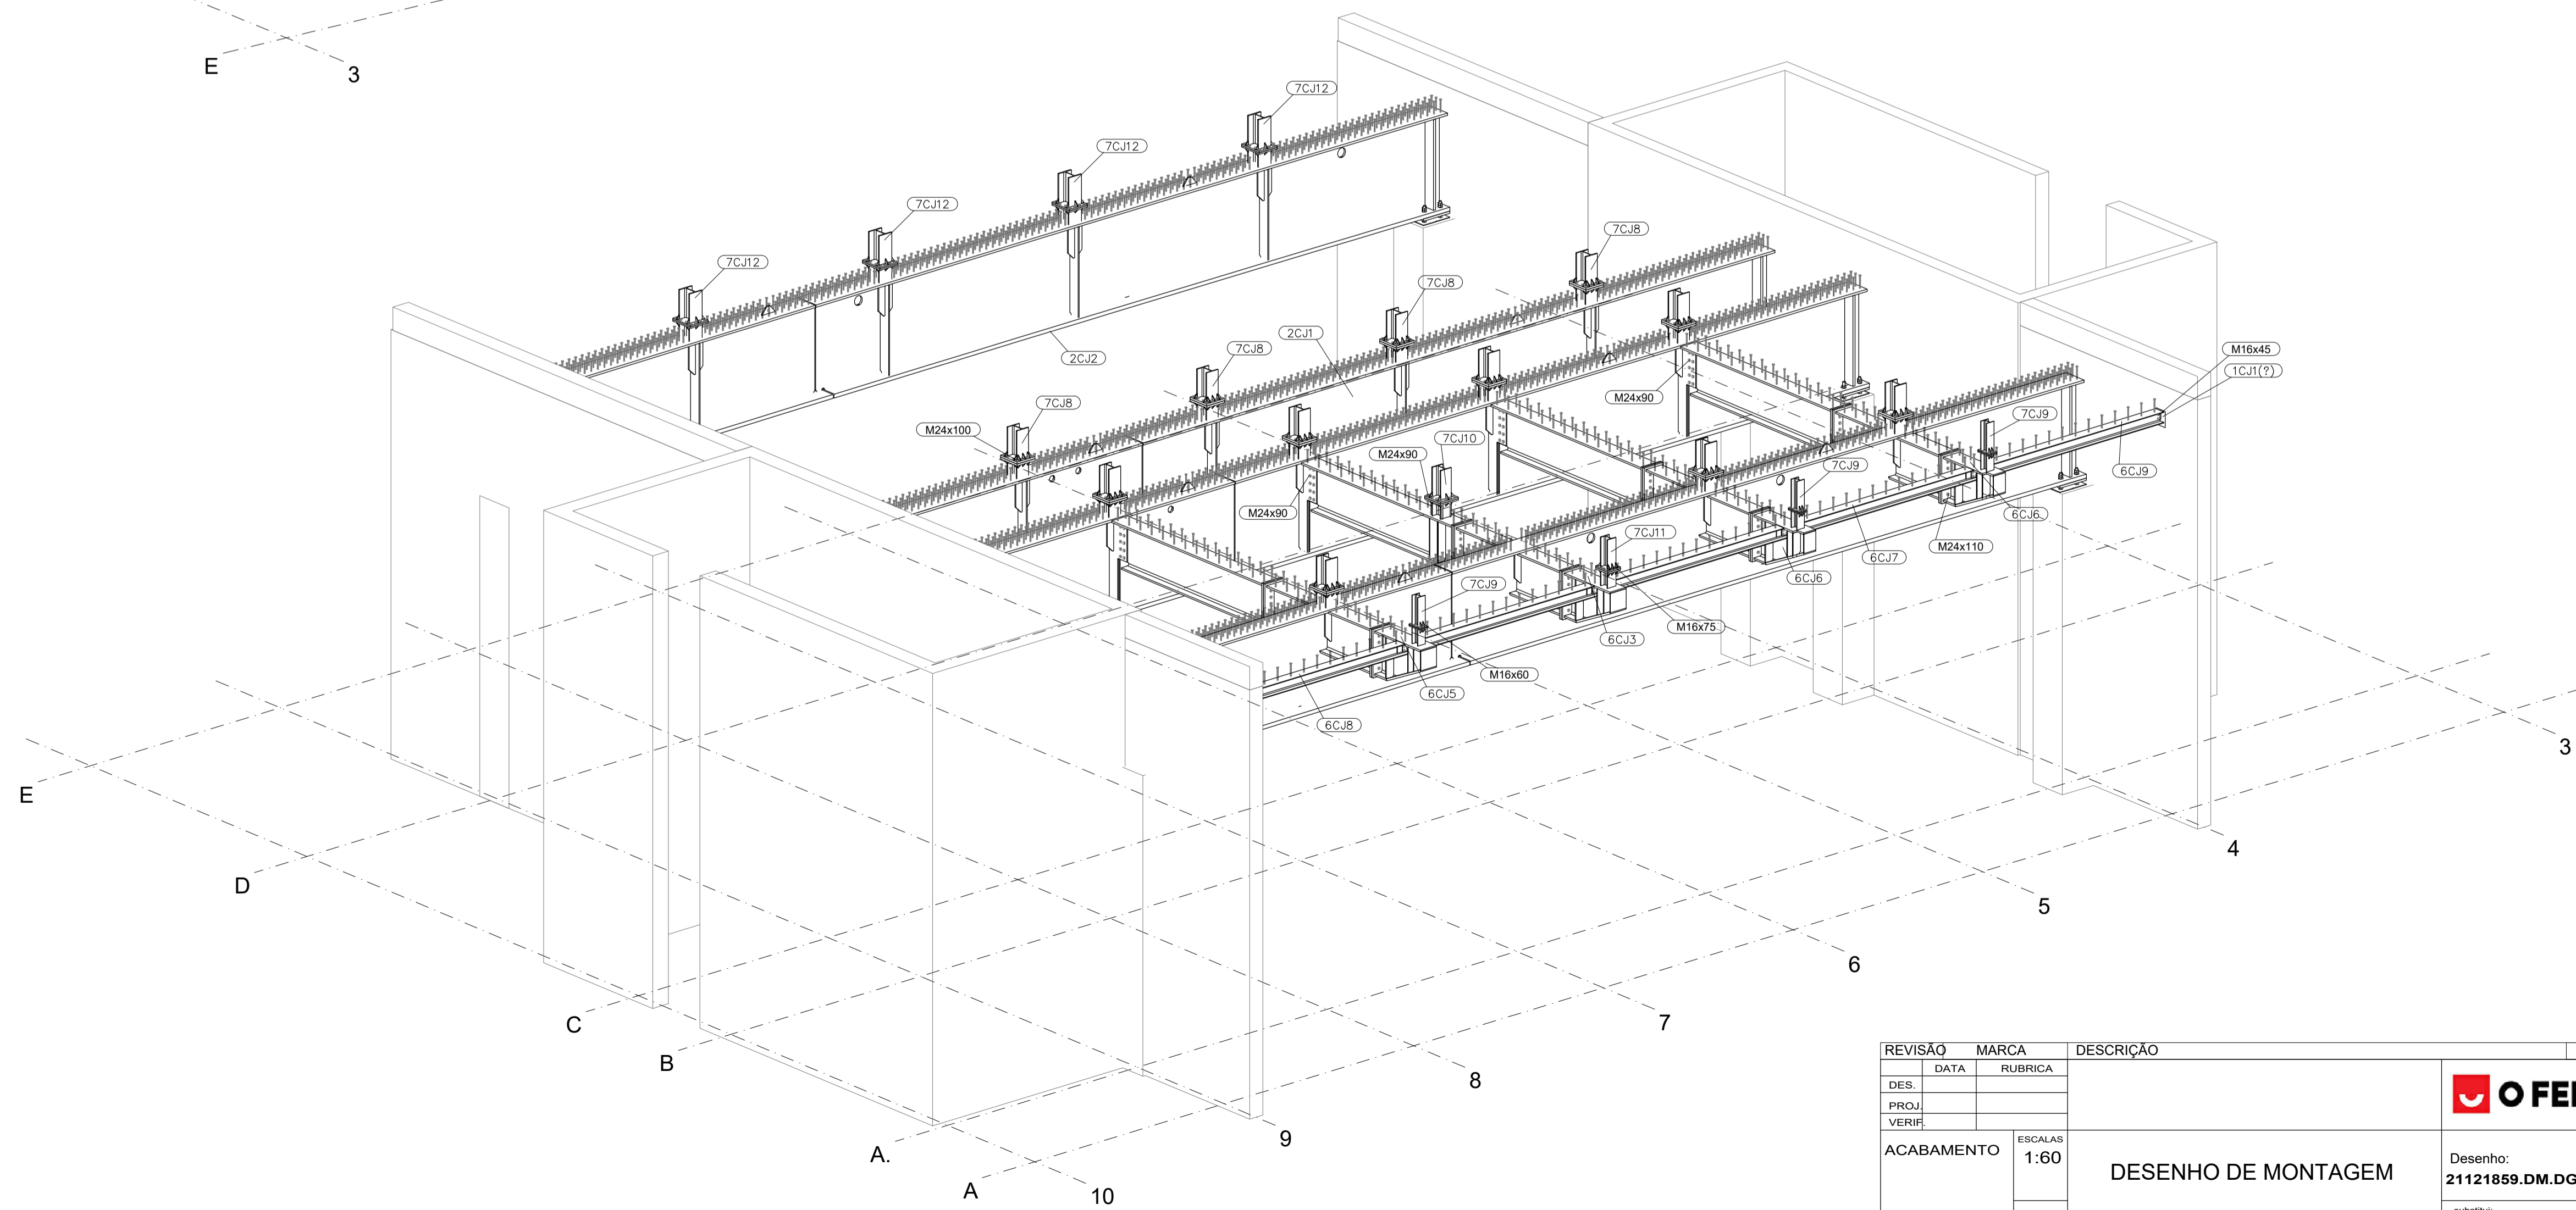 E
3
7CJ12
7CJ12
7CJ12
7CJ12
7CJ8
7CJ8
7CJ8
7CJ8
2CJ1
2CJ2
M24x100
M24x90
M24x90
M24x90
7CJ10
M16x45
1CJ1(?)
7CJ9
6CJ9
7CJ9
6CJ6
M24x110
7CJ11
6CJ7
6CJ6
7CJ9
M16x75
6CJ3
M16x60
6CJ5
6CJ8
3
E
4
D
5
6
C
7
B
8
9
A.
A
10
REVISÃO MARCA DESCRIÇÃO
DATA RUBRICA
DES.
PROJ.
VERIF.
ACABAMENTO
ESCALAS
1:60
DESENHO DE MONTAGEM
Desenho:
21121859.DM.DG